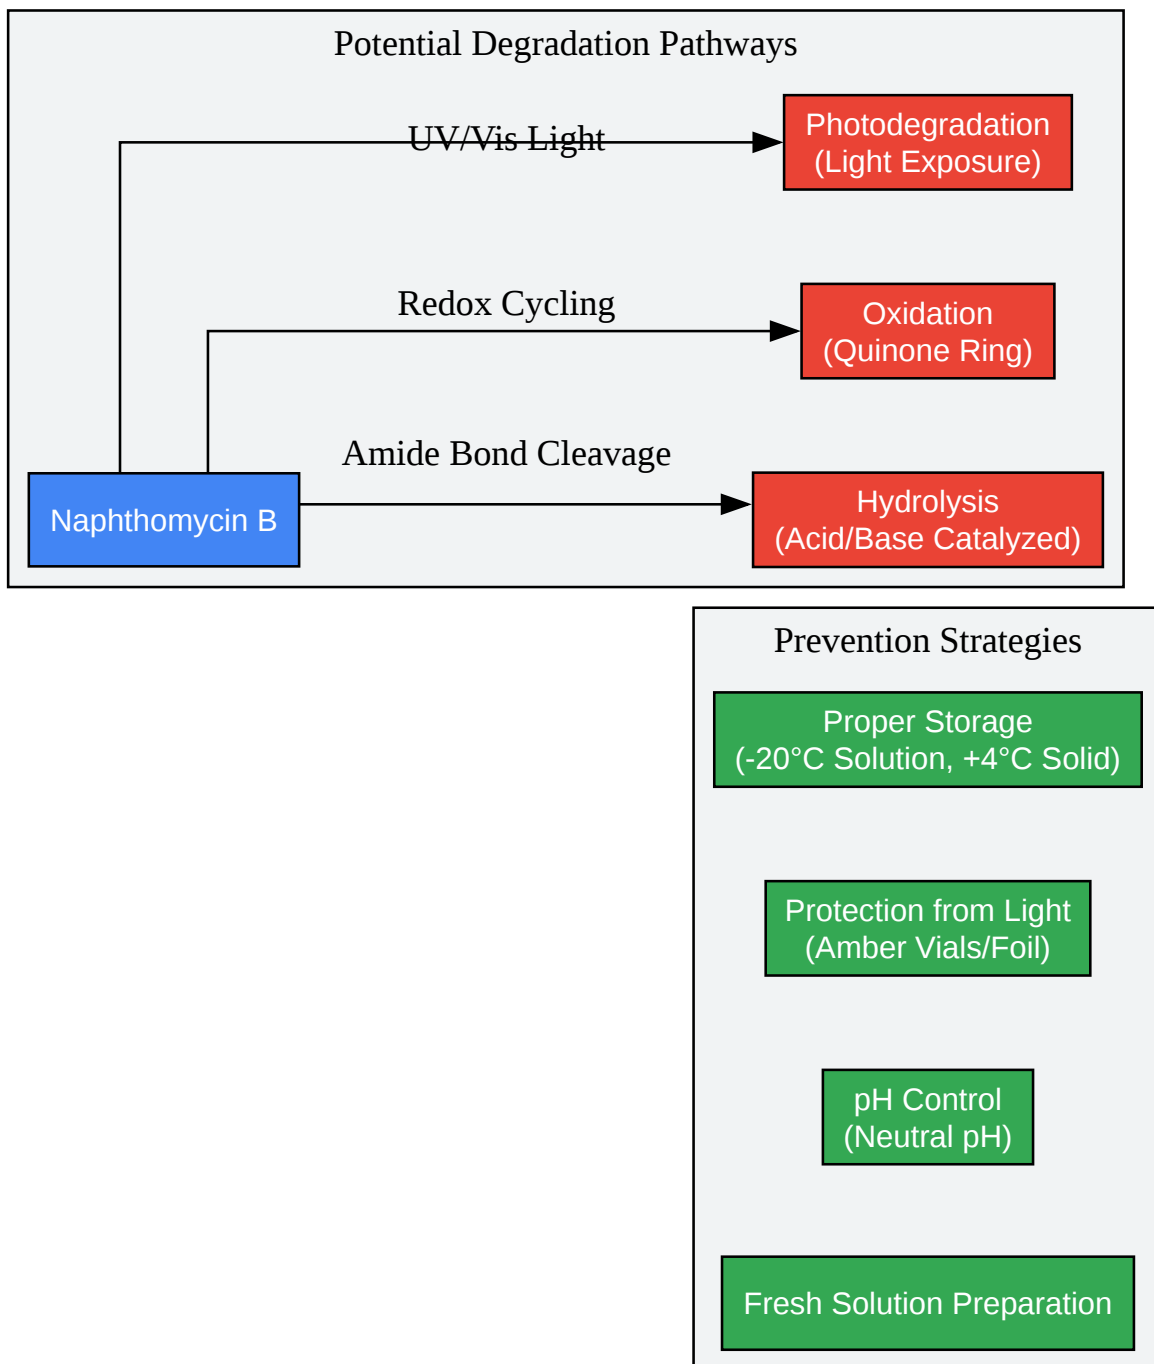 Potential Degradation Pathways
UV/Vis Light
Photodegradation
(Light Exposure)
Redox Cycling
Oxidation
(Quinone Ring)
Amide Bond Cleavage
Naphthomycin B
Hydrolysis
(Acid/Base Catalyzed)
Prevention Strategies
Proper Storage
(-20°C Solution, +4°C Solid)
Protection from Light
(Amber Vials/Foil)
pH Control
(Neutral pH)
Fresh Solution Preparation